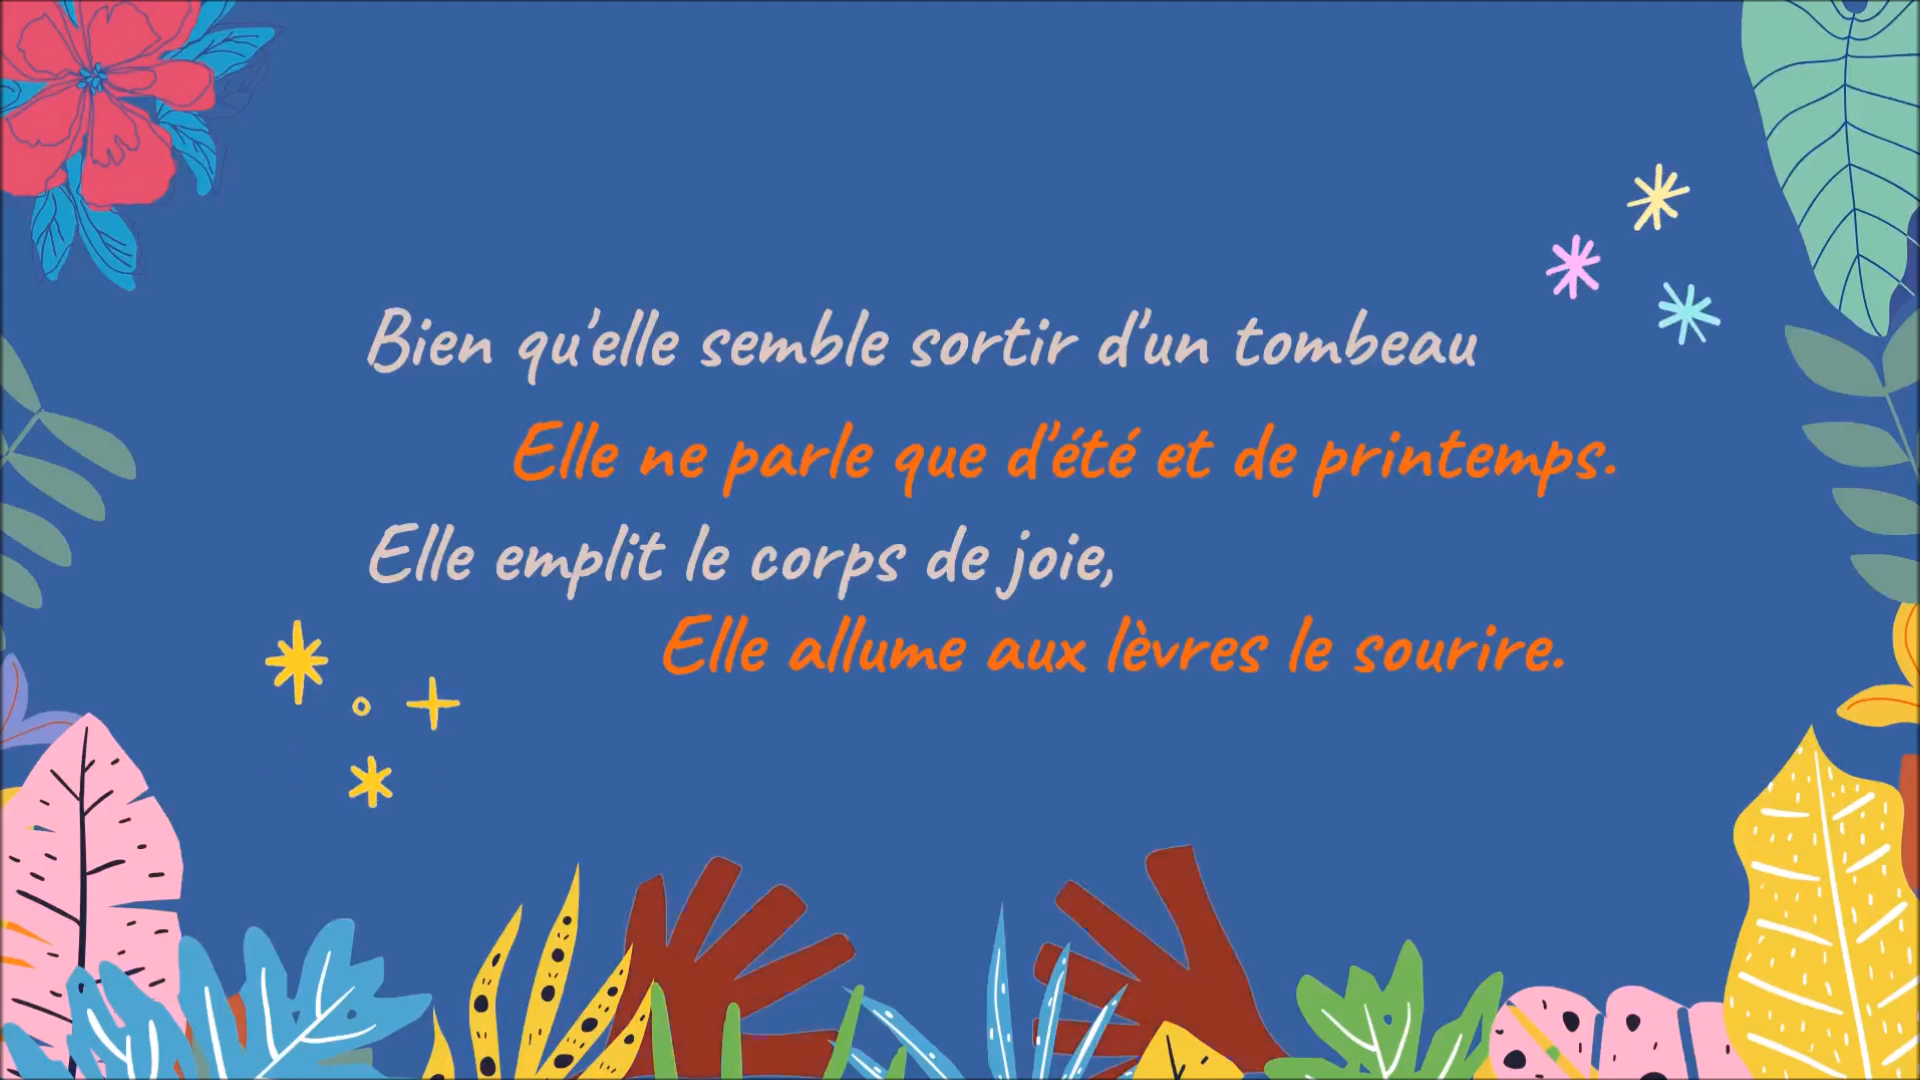 Bien qu'elle semble sortir d'un tombeau
Elle ne parle que d'été et de printemps.
Elle emplit le corps de joie,
Elle allume aux lèvres le sourire.